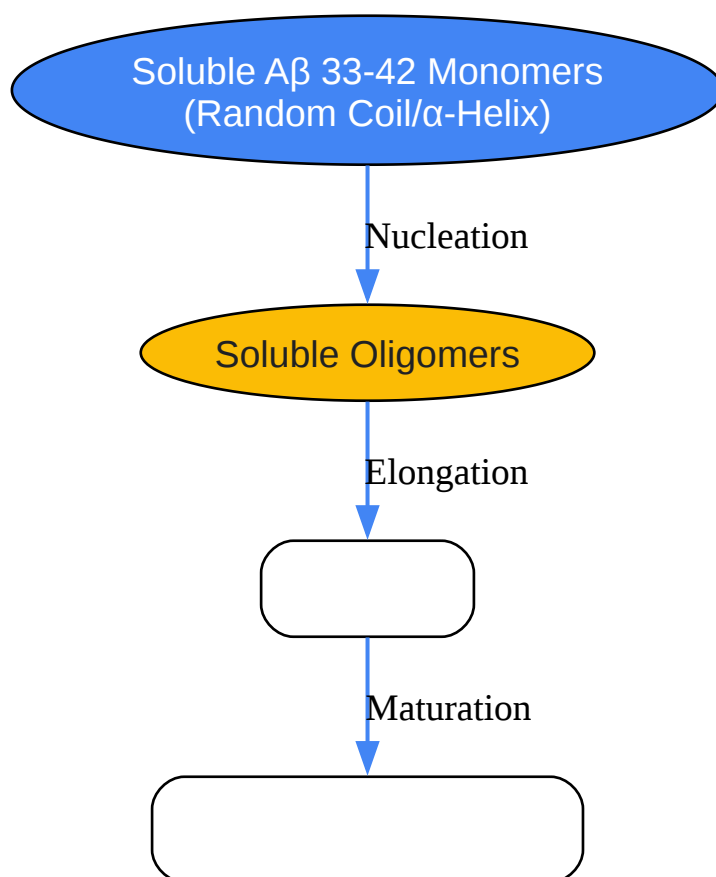 Soluble Aβ 33-42 Monomers
(Random Coil/α-Helix)
Nucleation
Soluble Oligomers
Elongation
Maturation